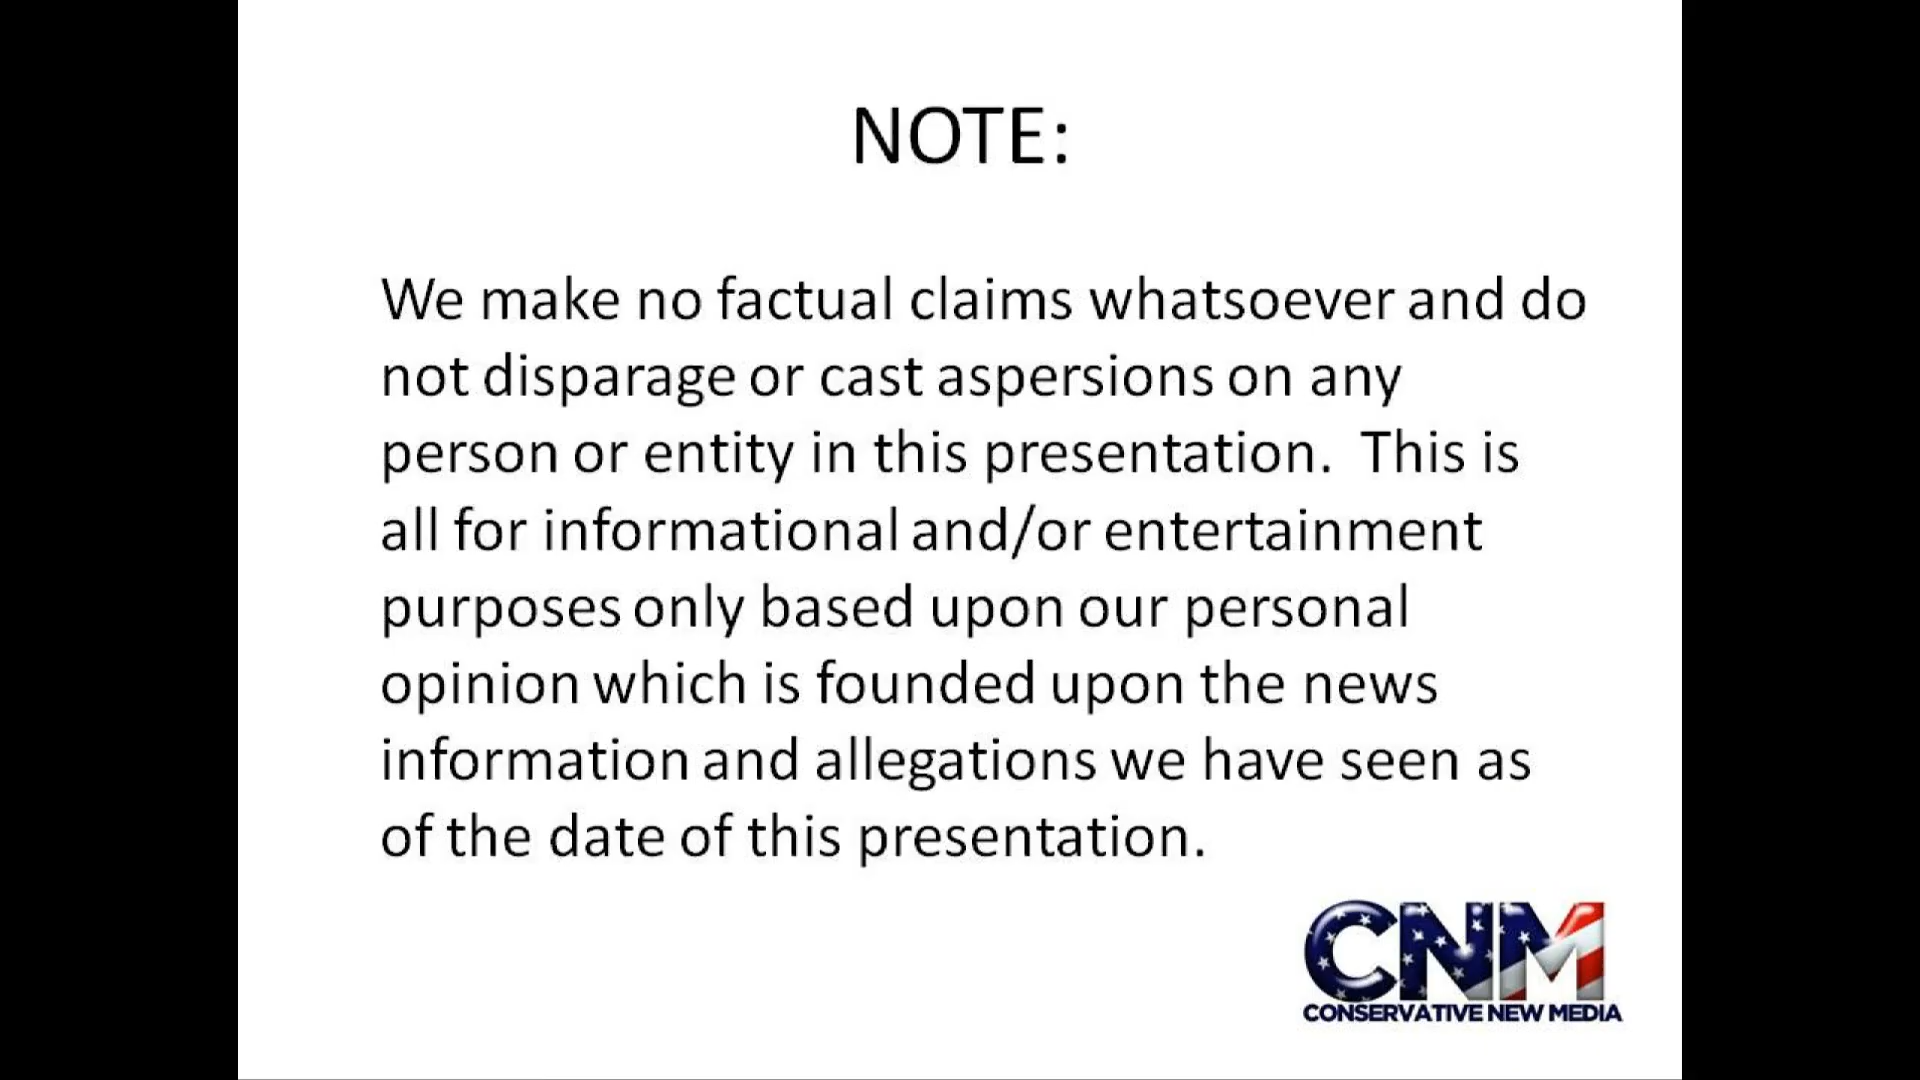 NOTE:
We make no factual claims whatsoever and do
not disparage or cast aspersions on any
person or entity in this presentation.  This is
all for informational and/or entertainment
purposes only based upon our personal
opinion which is founded upon the news
information and allegations we have seen as
of the date of this presentation.
CNM
CONSERVATIVE NEW MEDIA